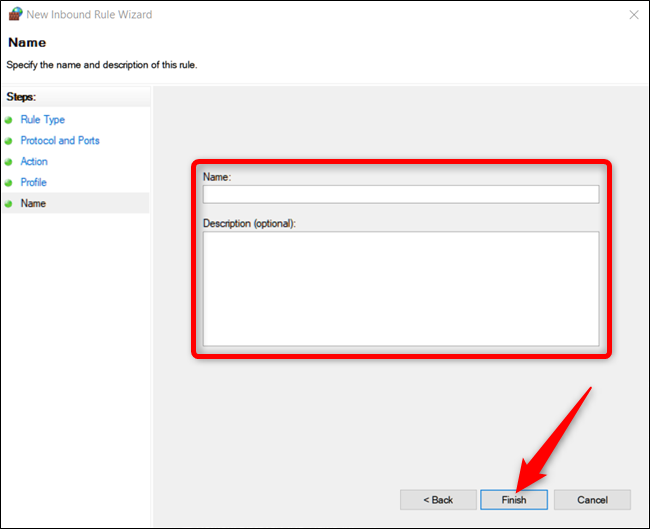 New Inbound Rule Wizard
Name
Specify the name and description of this rule.
Steps:
Rule Type
Protocol and Ports
Action
Profile
Name
Name:
Description (optional):
< Back
Finish
Cancel